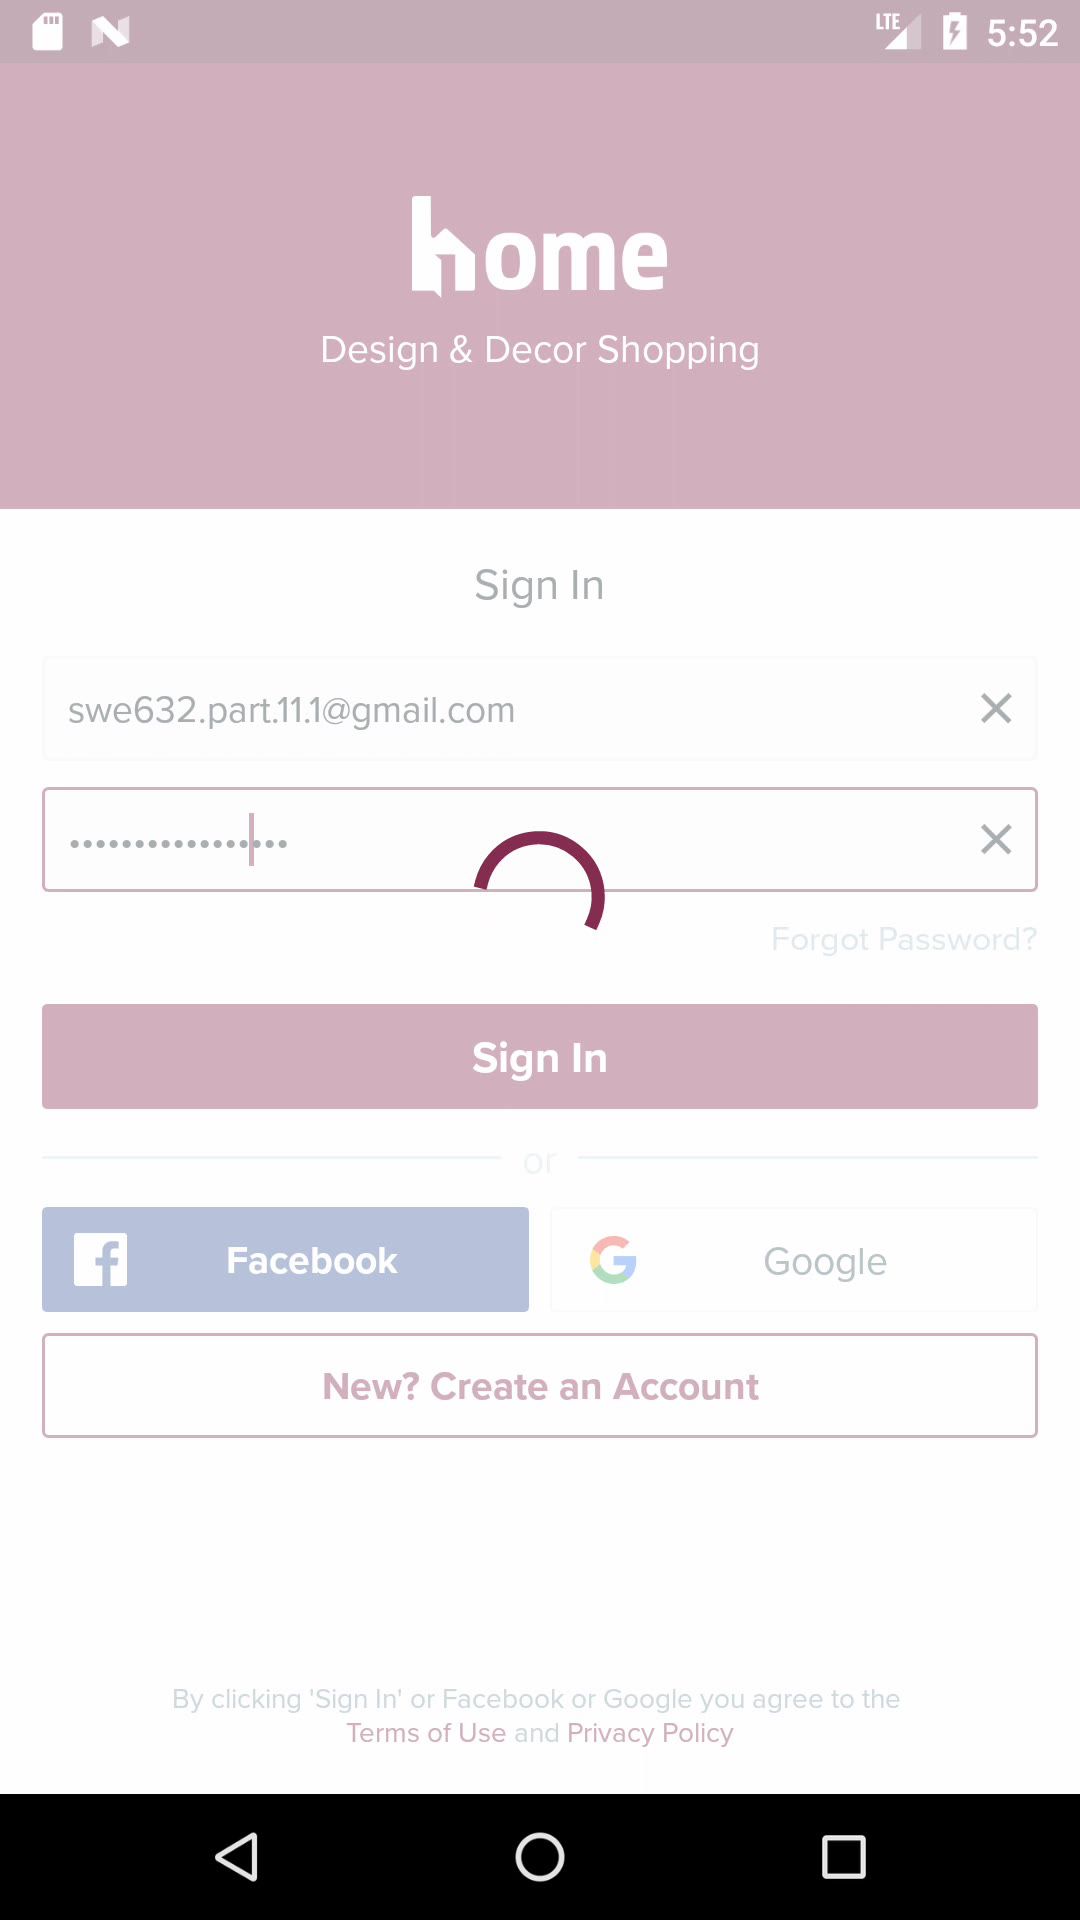 LTE 5:52
home
Design & Decor Shopping
Sign In
swe632.part.11.1@gmail.com
•••••••••••••••••
Forgot Password?
Sign In
or
Facebook
Google
New? Create an Account
By clicking 'Sign In' or Facebook or Google you agree to the
Terms of Use and Privacy Policy